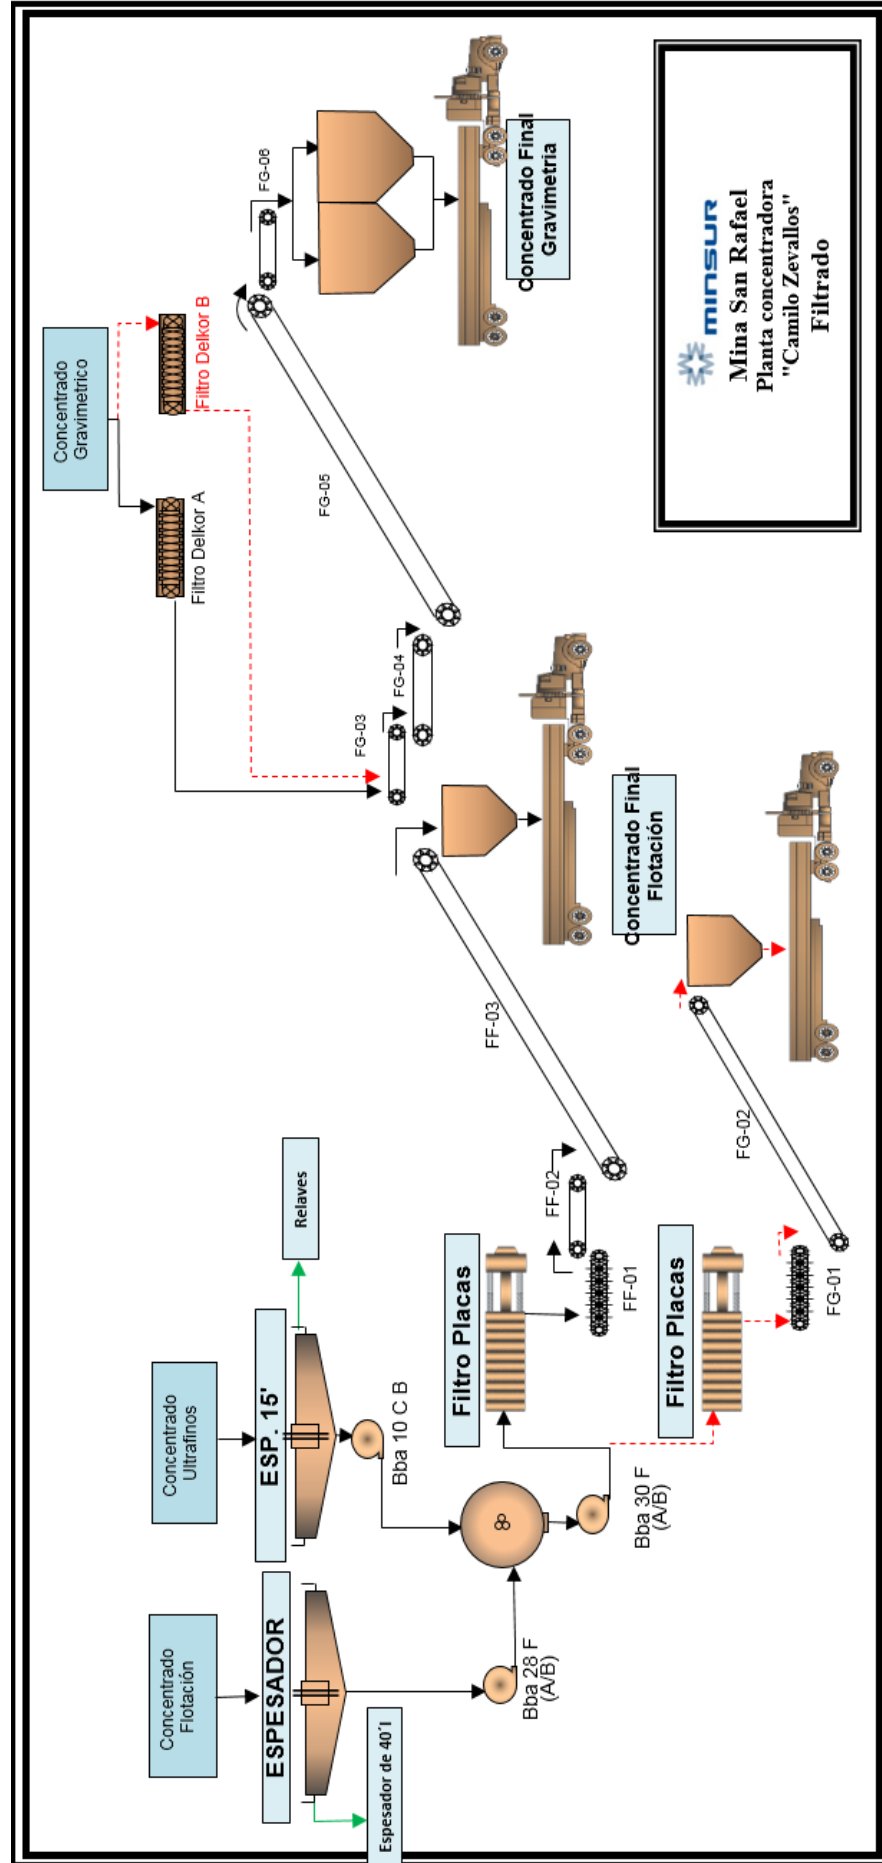 Concentrado
Flotación
ESPESADOR
Espesador de 40'I
Bba 28 F
(A/B)
Concentrado
Ultrafinos
ESP. 15'
Relaves
Bba 10 C B
Bba 30 F
(A/B)
Filtro Placas
FF-01
FF-02
FF-03
Filtro Placas
FG-01
FG-02
Concentrado Final
Flotación
Concentrado
Gravimetrico
Filtro Delkor A
Filtro Delkor B
FG-03
FG-04
FG-05
FG-06
Concentrado Final
Gravimetria
MINSUR
Mina San Rafael
Planta concentradora
"Camilo Zevallos"
Filtrado